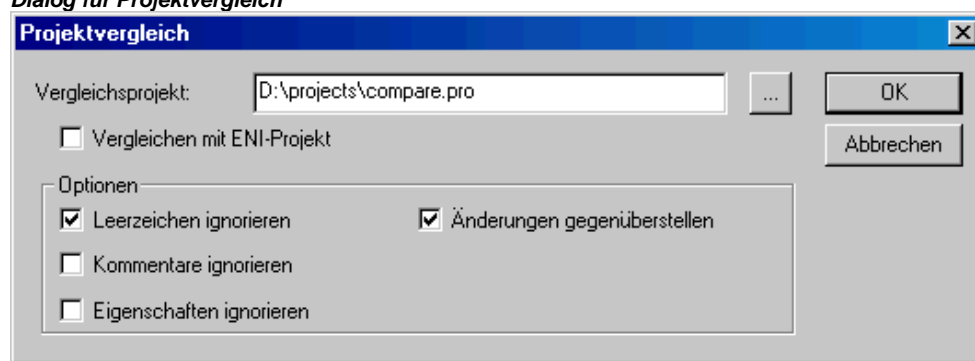 Dialog für Projektvergleich
Projektvergleich
Vergleichsprojekt: D:\projects\compare.pro ... OK
Vergleichen mit ENI-Projekt Abbrechen
Optionen
Leerzeichen ignorieren Änderungen gegenüberstellen
Kommentare ignorieren
Eigenschaften ignorieren